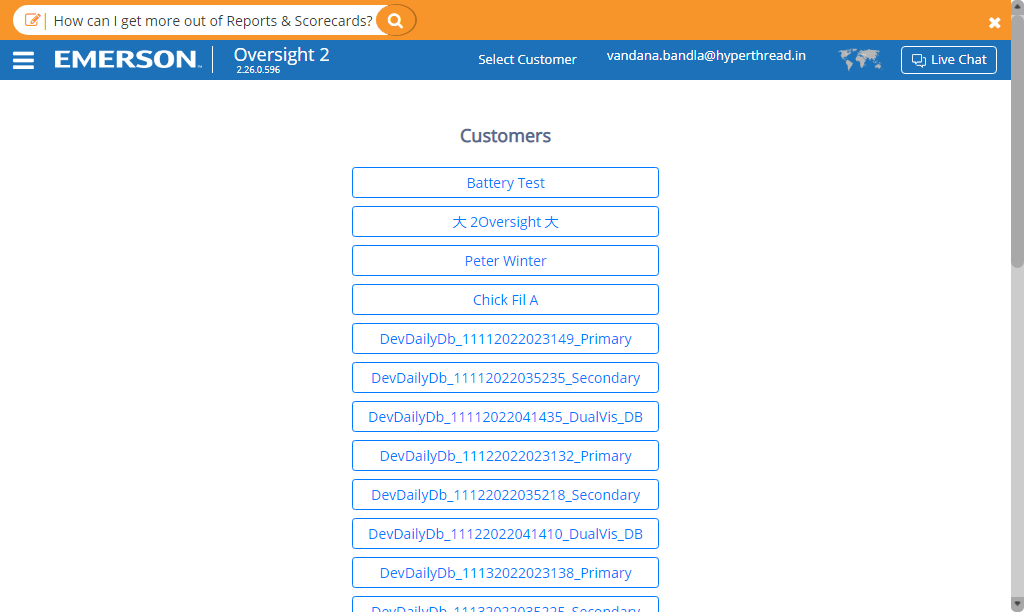 How can I get more out of Reports & Scorecards?
EMERSON
Oversight 2
2.26.0.596
Select Customer
vandana.bandla@hyperthread.in
Live Chat
Customers
Battery Test
大 2Oversight 大
Peter Winter
Chick Fil A
DevDailyDb_11112022023149_Primary
DevDailyDb_11112022035235_Secondary
DevDailyDb_11112022041435_DualVis_DB
DevDailyDb_11122022023132_Primary
DevDailyDb_11122022035218_Secondary
DevDailyDb_11122022041410_DualVis_DB
DevDailyDb_11132022023138_Primary
DevDailyDb_11132022035225_Secondary